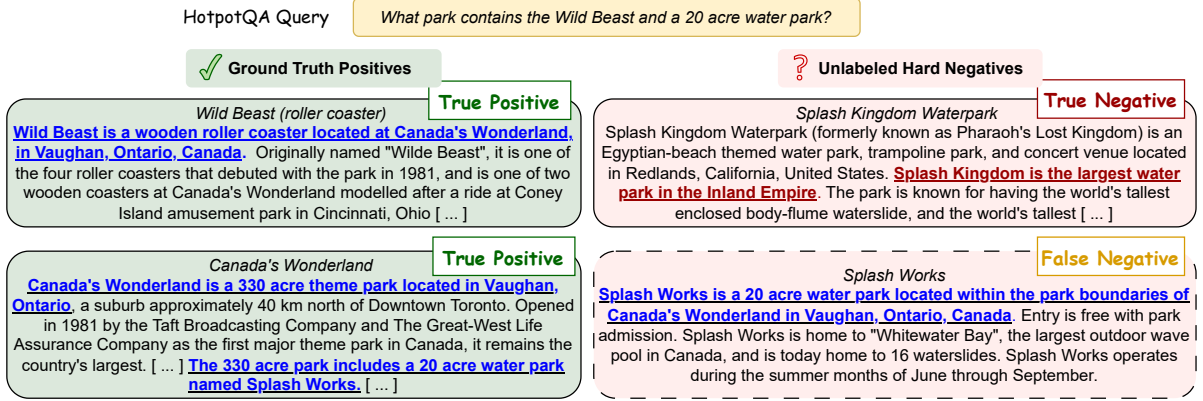 HotpotQA Query
What park contains the Wild Beast and a 20 acre water park?
Ground Truth Positives
True Positive
Wild Beast (roller coaster)
Wild Beast is a wooden roller coaster located at Canada's Wonderland,
in Vaughan, Ontario, Canada. Originally named "Wilde Beast", it is one of
the four roller coasters that debuted with the park in 1981, and is one of two
wooden coasters at Canada's Wonderland modelled after a ride at Coney
Island amusement park in Cincinnati, Ohio [ ... ]
True Positive
Canada's Wonderland
Canada's Wonderland is a 330 acre theme park located in Vaughan,
Ontario, a suburb approximately 40 km north of Downtown Toronto. Opened
in 1981 by the Taft Broadcasting Company and The Great-West Life
Assurance Company as the first major theme park in Canada, it remains the
country's largest. [ ... ] The 330 acre park includes a 20 acre water park
named Splash Works. [ ... ]
Unlabeled Hard Negatives
True Negative
Splash Kingdom Waterpark
Splash Kingdom Waterpark (formerly known as Pharaoh's Lost Kingdom) is an
Egyptian-beach themed water park, trampoline park, and concert venue located
in Redlands, California, United States. Splash Kingdom is the largest water
park in the Inland Empire. The park is known for having the world's tallest
enclosed body-flume waterslide, and the world's tallest [ ... ]
False Negative
Splash Works
Splash Works is a 20 acre water park located within the park boundaries of
Canada's Wonderland in Vaughan, Ontario, Canada. Entry is free with park
admission. Splash Works is home to "Whitewater Bay", the largest outdoor wave
pool in Canada, and is today home to 16 waterslides. Splash Works operates
during the summer months of June through September.